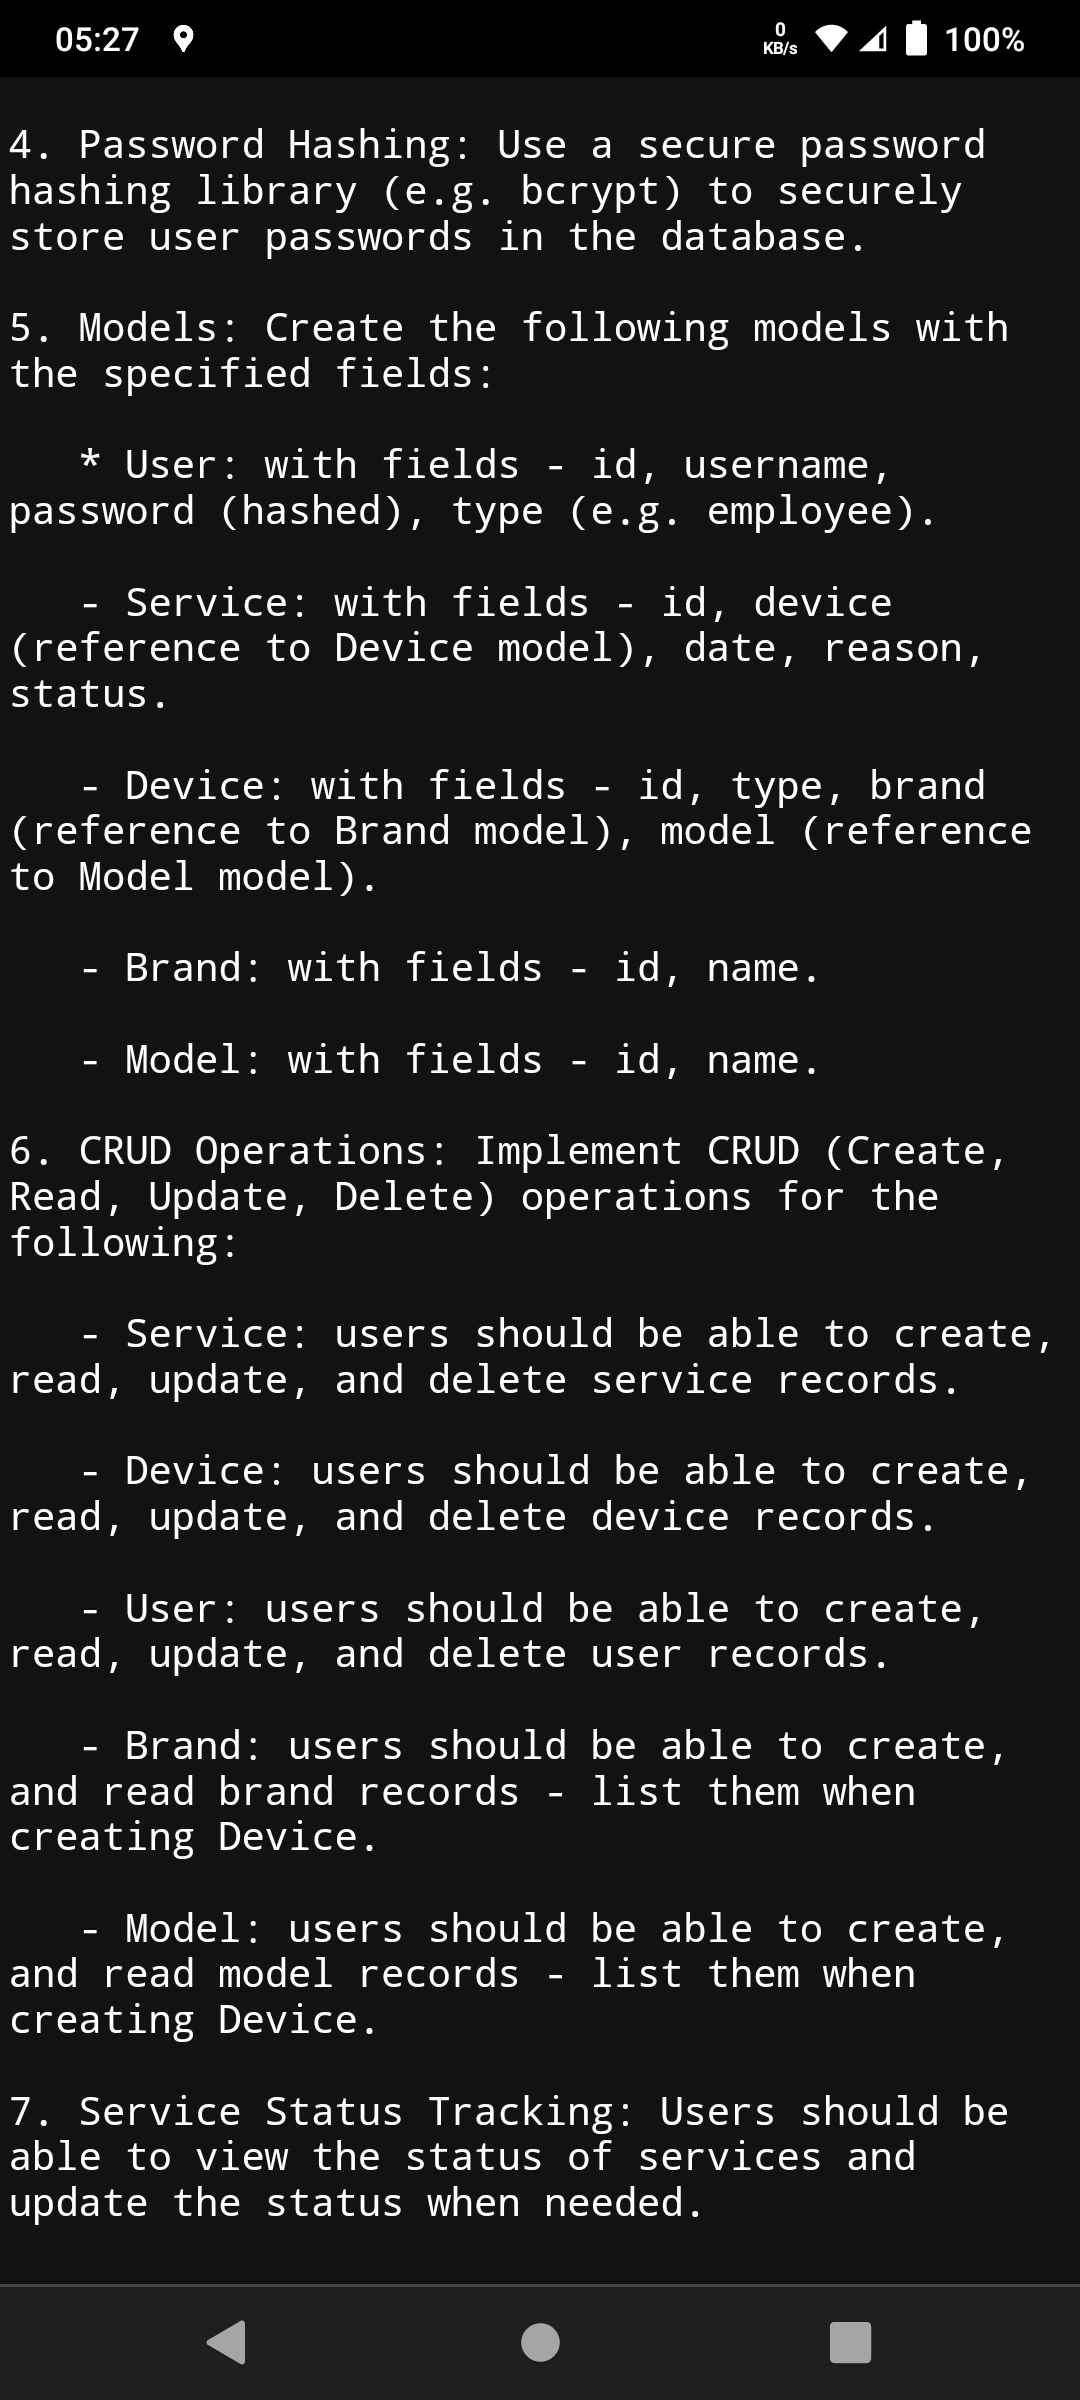 05:27
0
KB/s
100%
4. Password Hashing: Use a secure password
hashing library (e.g. bcrypt) to securely
store user passwords in the database.
5. Models: Create the following models with
the specified fields:
* User: with fields - id, username,
password (hashed), type (e.g. employee).
- Service: with fields - id, device
(reference to Device model), date, reason,
status.
- Device: with fields - id, type, brand
(reference to Brand model), model (reference
to Model model).
- Brand: with fields - id, name.
- Model: with fields - id, name.
6. CRUD Operations: Implement CRUD (Create,
Read, Update, Delete) operations for the
following:
- Service: users should be able to create,
read, update, and delete service records.
- Device: users should be able to create,
read, update, and delete device records.
- User: users should be able to create,
read, update, and delete user records.
- Brand: users should be able to create,
and read brand records - list them when
creating Device.
- Model: users should be able to create,
and read model records - list them when
creating Device.
7. Service Status Tracking: Users should be
able to view the status of services and
update the status when needed.